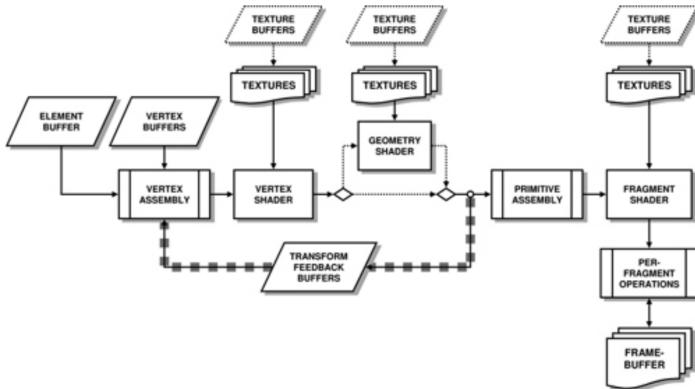 TEXTURE
BUFFERS
TEXTURE
BUFFERS
TEXTURE
BUFFERS
TEXTURES
TEXTURES
TEXTURES
ELEMENT
BUFFER
VERTEX
BUFFERS
GEOMETRY
SHADER
VERTEX
ASSEMBLY
VERTEX
SHADER
PRIMITIVE
ASSEMBLY
FRAGMENT
SHADER
TRANSFORM
FEEDBACK
BUFFERS
PER-
FRAGMENT
OPERATIONS
FRAME-
BUFFER